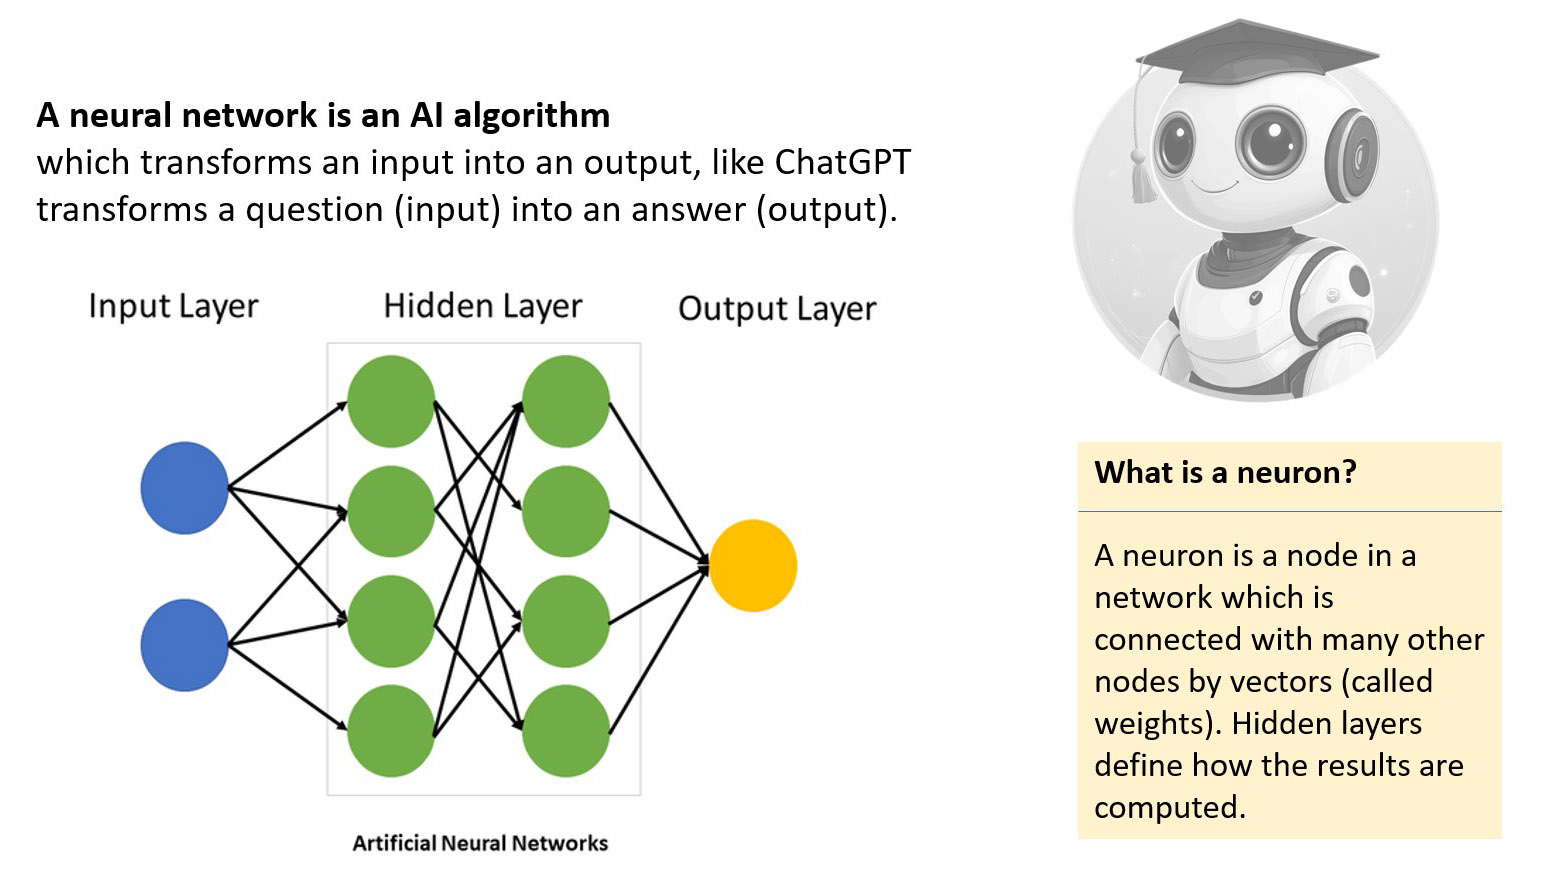 A neural network is an AI algorithm
which transforms an input into an output, like ChatGPT
transforms a question (input) into an answer (output).
Input Layer
Hidden Layer
Output Layer
Artificial Neural Networks
What is a neuron?
A neuron is a node in a
network which is
connected with many other
nodes by vectors (called
weights). Hidden layers
define how the results are
computed.